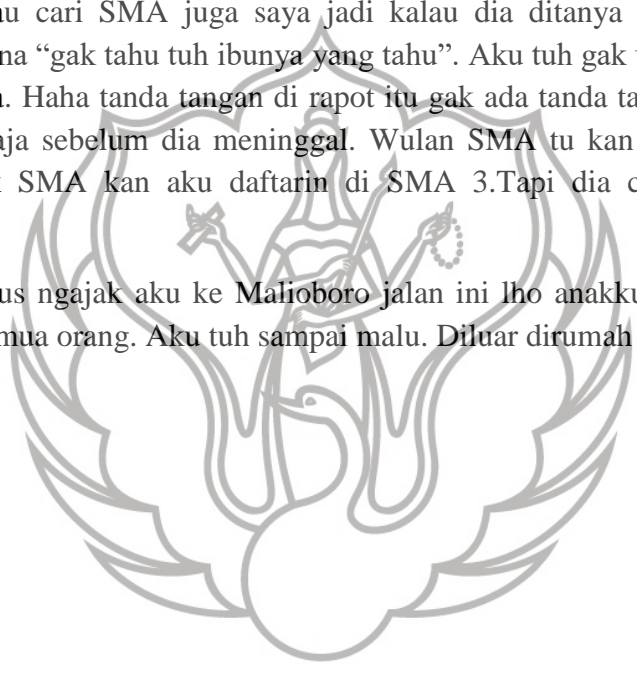 u cari SMA juga saya jadi kalau dia ditanya
na “gak tahu tuh ibunya yang tahu”. Aku tuh gak
. Haha tanda tangan di rapot itu gak ada tanda ta
aja sebelum dia meninggal. Wulan SMA tu kan
SMA kan aku daftarin di SMA 3.Tapi dia
us ngajak aku ke Malioboro jalan ini lho anakku
mua orang. Aku tuh sampai malu. Diluar dirumah